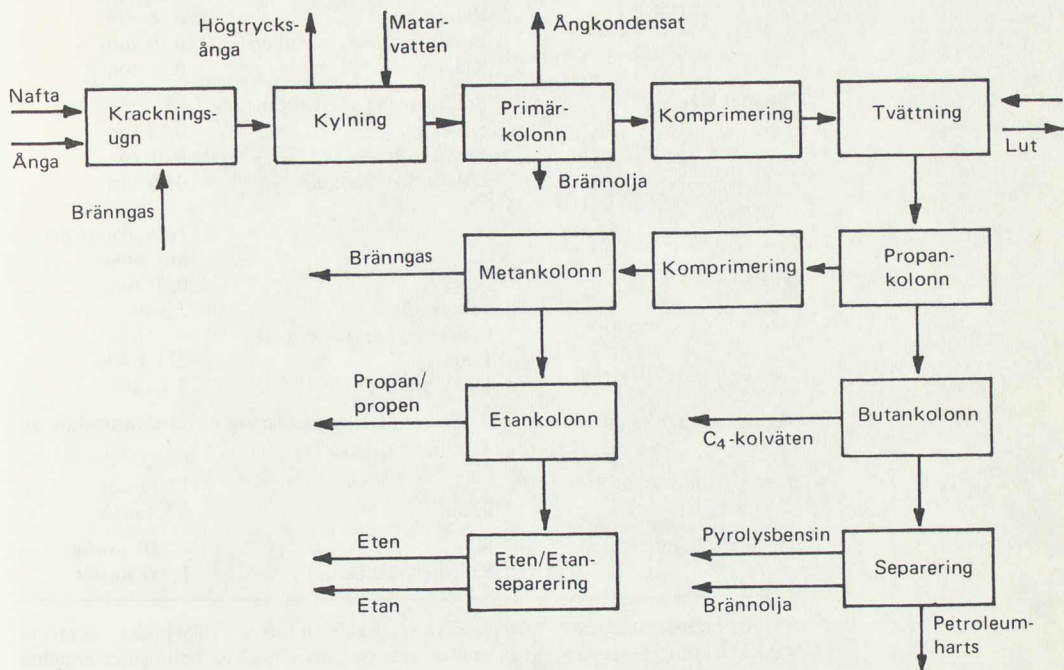 Högtrycks-
ånga
Matar-
vatten
Ångkondensat
Nafta
Ånga
Kracknings-
ugn
Kylning
Primär-
kolonn
Komprimering
Tvättning
Lut
Bränngas
Brännolja
Bränngas
Metankolonn
Komprimering
Propan-
kolonn
Propan/
propen
Etankolonn
C₄-kolväten
Butankolonn
Eten
Etan
Eten/Etan-
separering
Pyrolysbensin
Brännolja
Separering
Petroleum-
harts